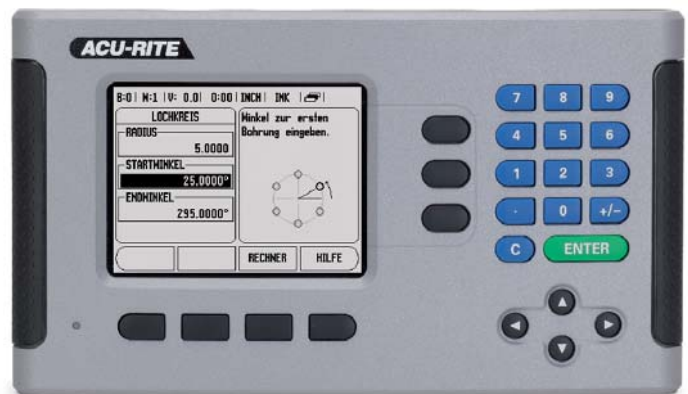 ACU-RITE
B:0| W:1 |V: 0.0| 0:00| INCH| INK | |
LOCHKREIS
RADIUS
5.0000
STARTWINKEL
25.0000°
ENDWINKEL
295.0000°
Winkel zur ersten
Bohrung eingeben.
RECHNER HILFE
7 8 9
4 5 6
1 2 3
. 0 +/-
C ENTER